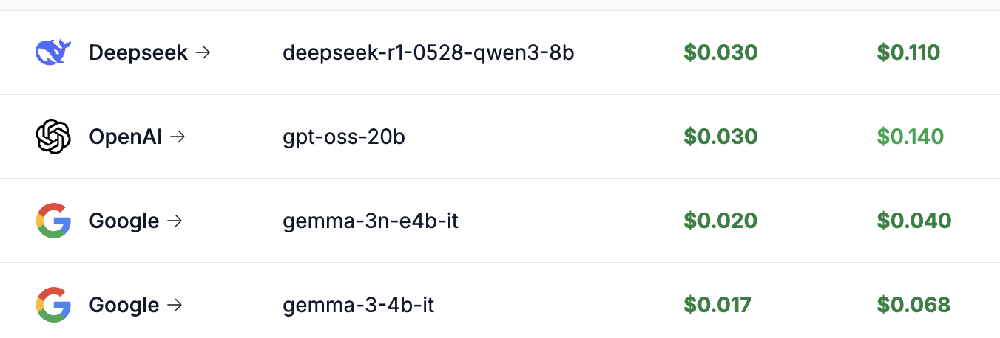 Deepseek → deepseek-r1-0528-qwen3-8b $0.030 $0.110
OpenAI → gpt-oss-20b $0.030 $0.140
Google → gemma-3n-e4b-it $0.020 $0.040
Google → gemma-3-4b-it $0.017 $0.068